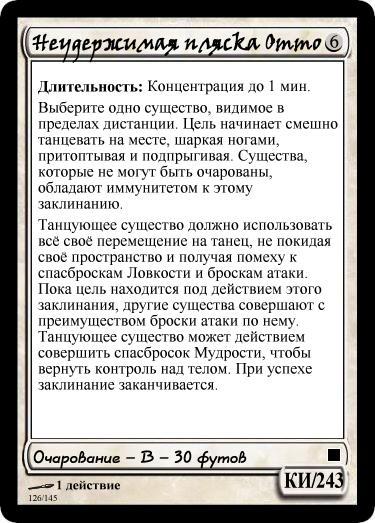 Неудержимая пляска Отто 6
Длительность: Концентрация до 1 мин.
Выберите одно существо, видимое в
пределах дистанции. Цель начинает смешно
танцевать на месте, шаркая ногами,
притоптывая и подпрыгивая. Существа,
которые не могут быть очарованы,
обладают иммунитетом к этому
заклинанию.
Танцующее существо должно использовать
всё своё перемещение на танец, не покидая
своё пространство и получая помеху к
спасброскам Ловкости и броскам атаки.
Пока цель находится под действием этого
заклинания, другие существа совершают с
преимуществом броски атаки по нему.
Танцующее существо может действием
совершить спасбросок Мудрости, чтобы
вернуть контроль над телом. При успехе
заклинание заканчивается.
Очарование – В – 30 футов
1 действие
КИ/243
126/145